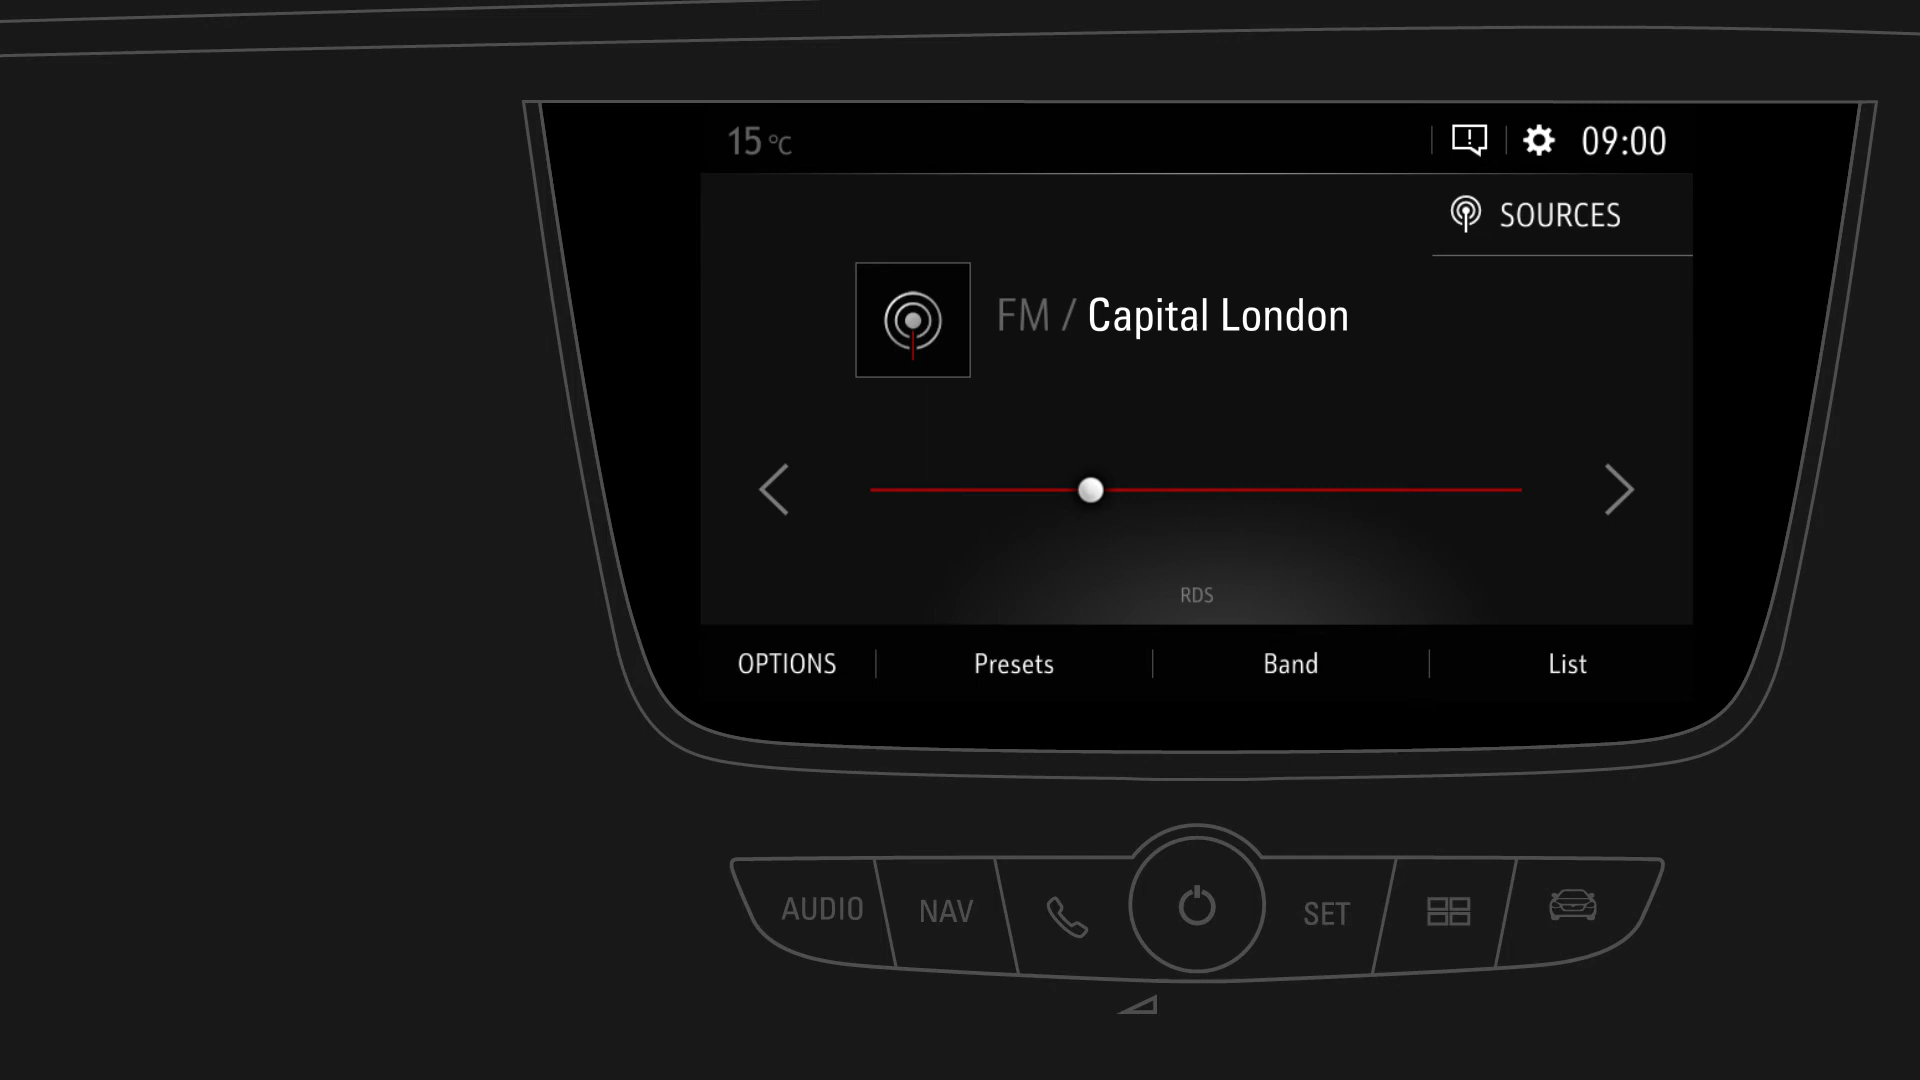 15 °C
09:00
SOURCES
FM / Capital London
RDS
OPTIONS
Presets
Band
List
AUDIO
NAV
SET